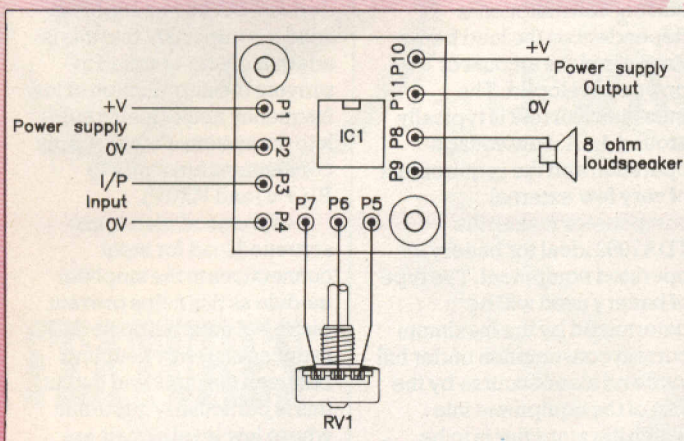 +V
Power supply
0V
I/P
Input
0V
P1
P2
P3
P4
IC1
P10
P11
P8
P9
+V
Power supply
Output
0V
8 ohm
loudspeaker
P7 P6 P5
RV1